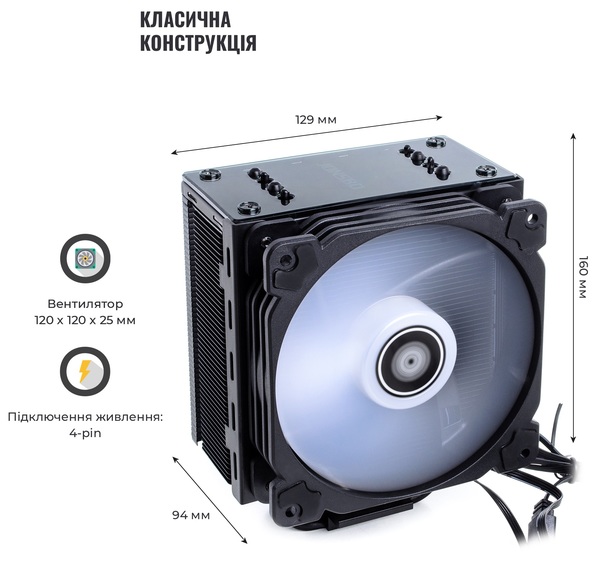 КЛАСИЧНА
КОНСТРУКЦІЯ
129 мм
160 мм
Вентилятор
120 x 120 x 25 мм
Підключення живлення:
4-pin
94 мм